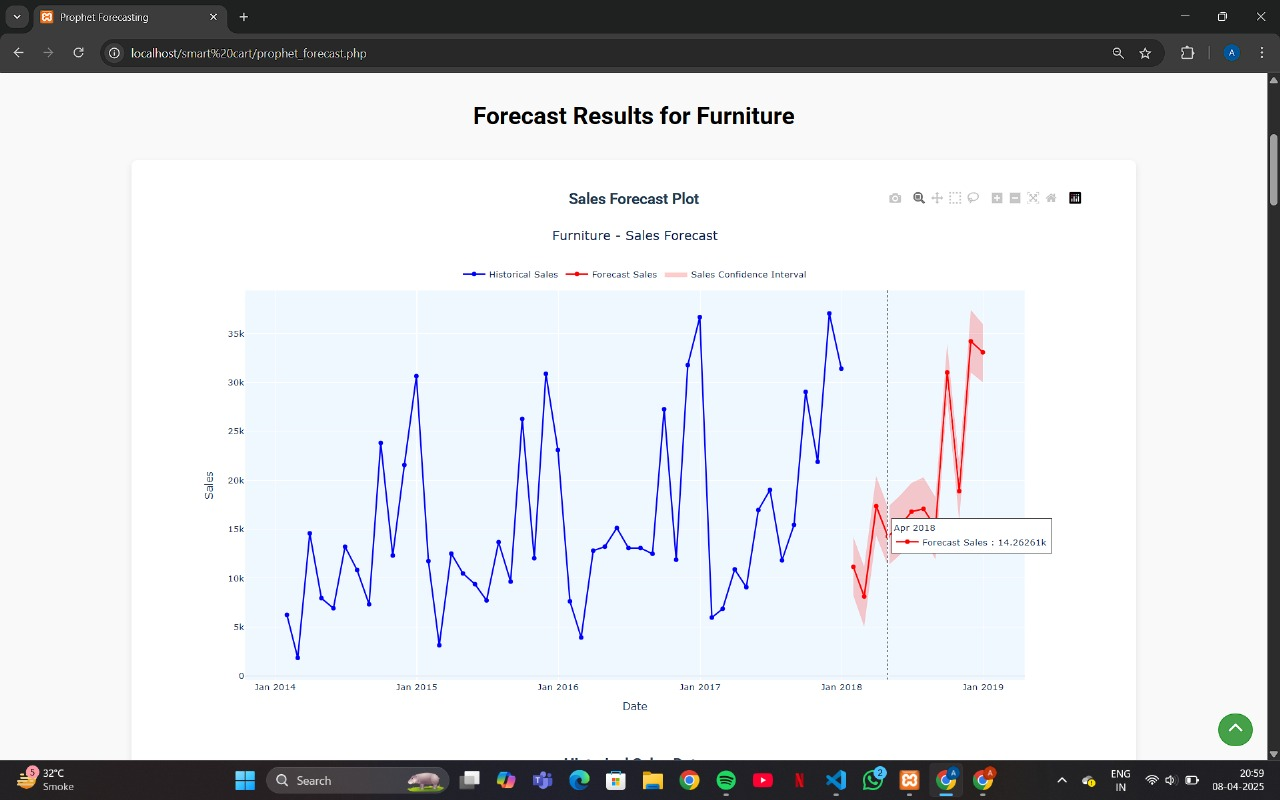 Prophet Forecasting
localhost/smart%20cart/prophet_forecast.php
A
Forecast Results for Furniture
Sales Forecast Plot
Furniture - Sales Forecast
Historical Sales Forecast Sales Sales Confidence Interval
35k
30k
25k
20k
15k
10k
5k
0
Sales
Apr 2018
Forecast Sales : 14.26261k
Jan 2014 Jan 2015 Jan 2016 Jan 2017 Jan 2018 Jan 2019
Date
5
32°C
Smoke
Search
2
A
A
ENG
IN
20:59
08-04-2025